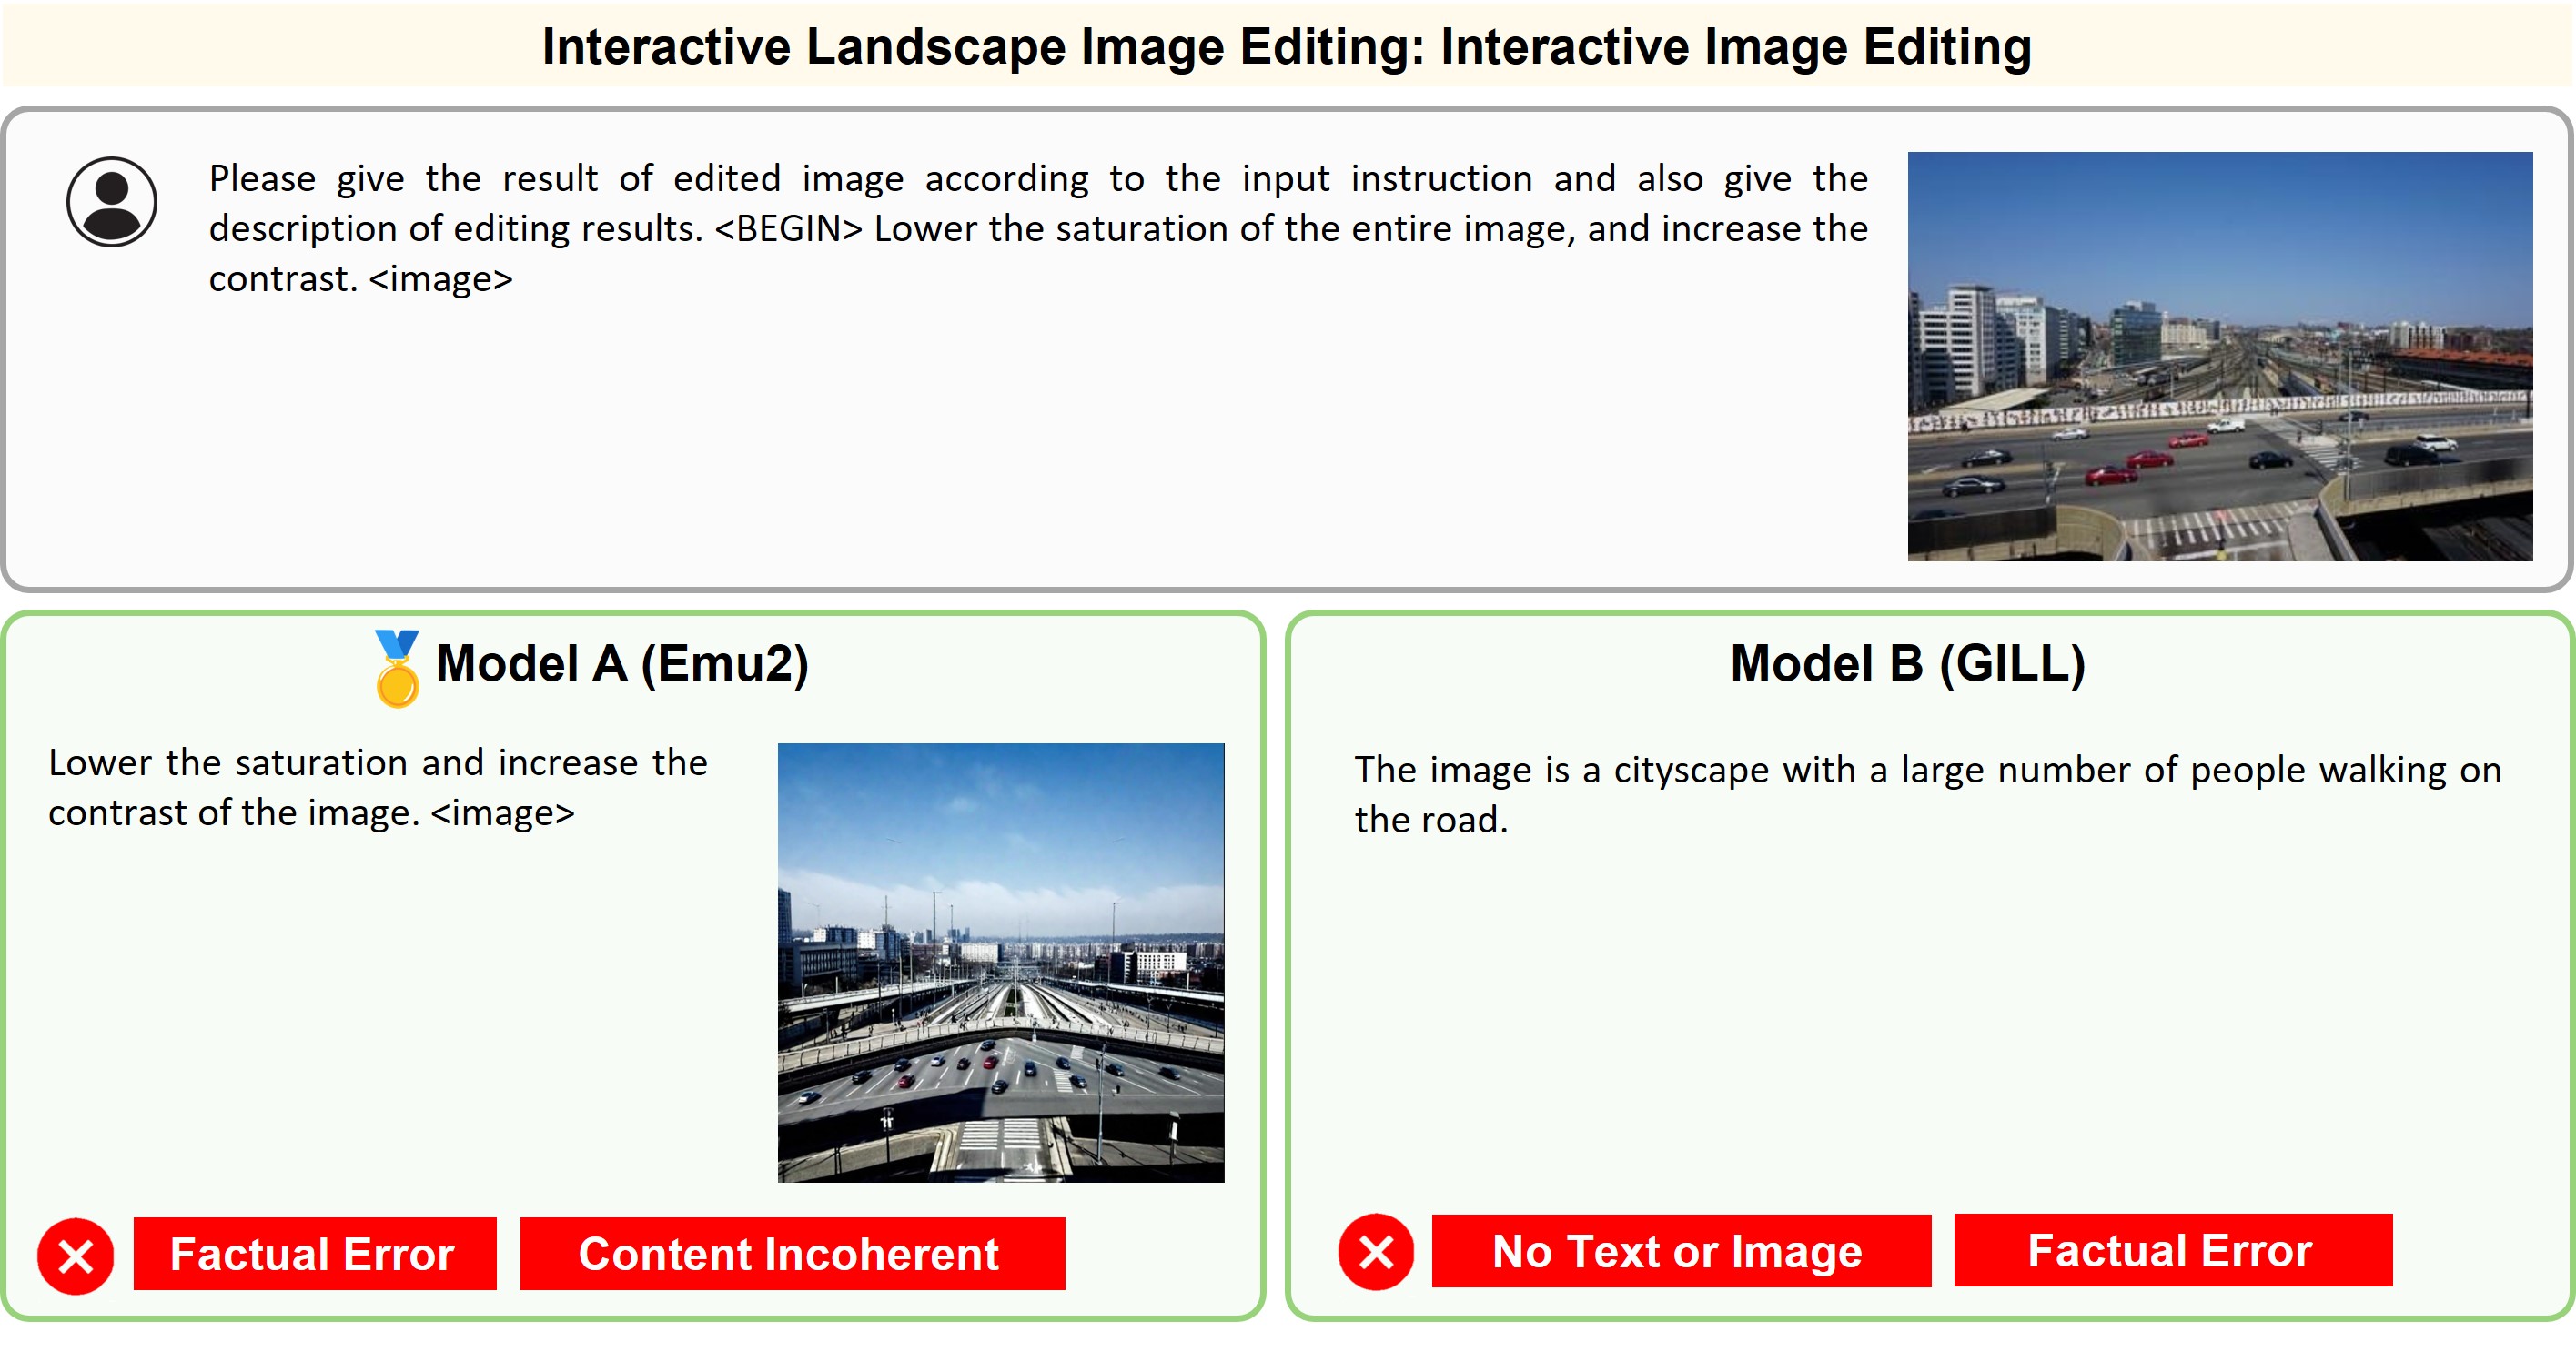 Interactive Landscape Image Editing: Interactive Image Editing
Please give the result of edited image according to the input instruction and also give the
description of editing results. <BEGIN> Lower the saturation of the entire image, and increase the
contrast. <image>
Model A (Emu2)
Lower the saturation and increase the
contrast of the image. <image>
Factual Error
Content Incoherent
Model B (GILL)
The image is a cityscape with a large number of people walking on
the road.
No Text or Image
Factual Error